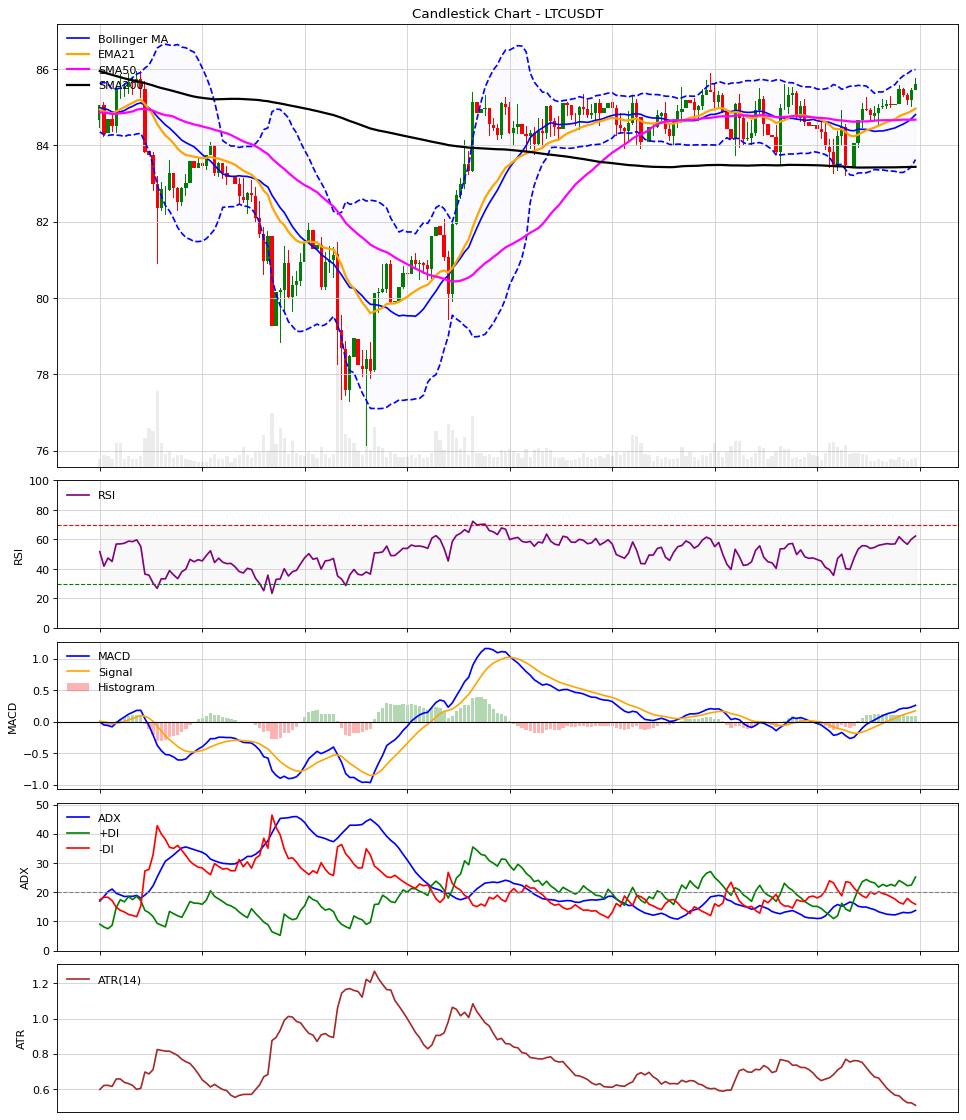 Candlestick Chart - LTCUSDT
Bollinger MA
EMA21
SMA50
SMA200
86
84
82
80
78
76
RSI
100
80
60
40
20
0
RSI
MACD
Signal
Histogram
1.0
0.5
0.0
−0.5
−1.0
MACD
ADX
+DI
-DI
50
40
30
20
10
0
ADX
ATR(14)
1.2
1.0
0.8
0.6
ATR